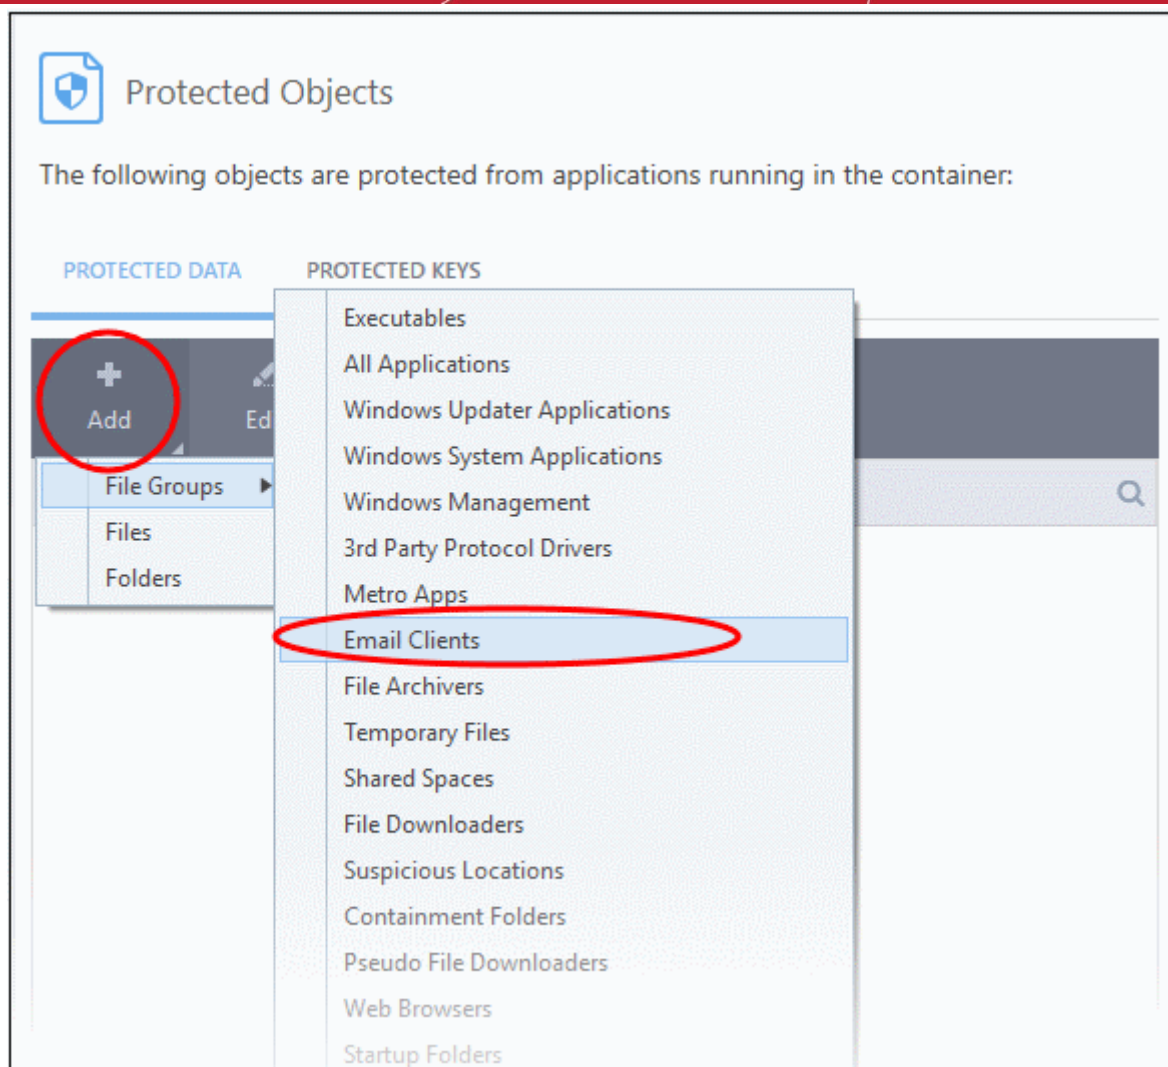 Protected Objects
The following objects are protected from applications running in the container:
PROTECTED DATA PROTECTED KEYS
Add
File Groups
Files
Folders
Executables
All Applications
Windows Updater Applications
Windows System Applications
Windows Management
3rd Party Protocol Drivers
Metro Apps
Email Clients
File Archivers
Temporary Files
Shared Spaces
File Downloaders
Suspicious Locations
Containment Folders
Pseudo File Downloaders
Web Browsers
Startup Folders